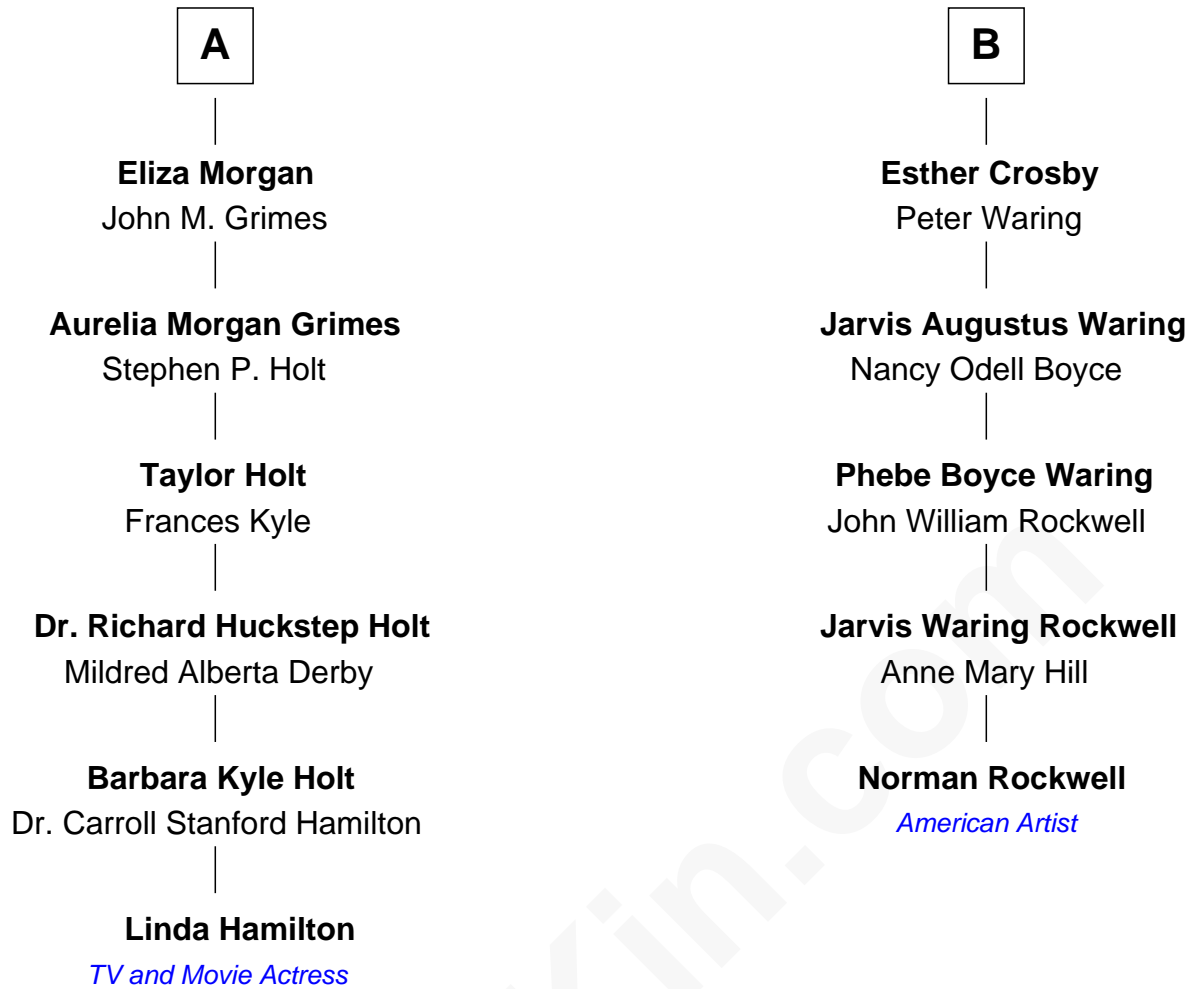 A
Eliza Morgan
John M. Grimes
Aurelia Morgan Grimes
Stephen P. Holt
Taylor Holt
Frances Kyle
Dr. Richard Huckstep Holt
Mildred Alberta Derby
Barbara Kyle Holt
Dr. Carroll Stanford Hamilton
Linda Hamilton
TV and Movie Actress
B
Esther Crosby
Peter Waring
Jarvis Augustus Waring
Nancy Odell Boyce
Phebe Boyce Waring
John William Rockwell
Jarvis Waring Rockwell
Anne Mary Hill
Norman Rockwell
American Artist
Kin.com